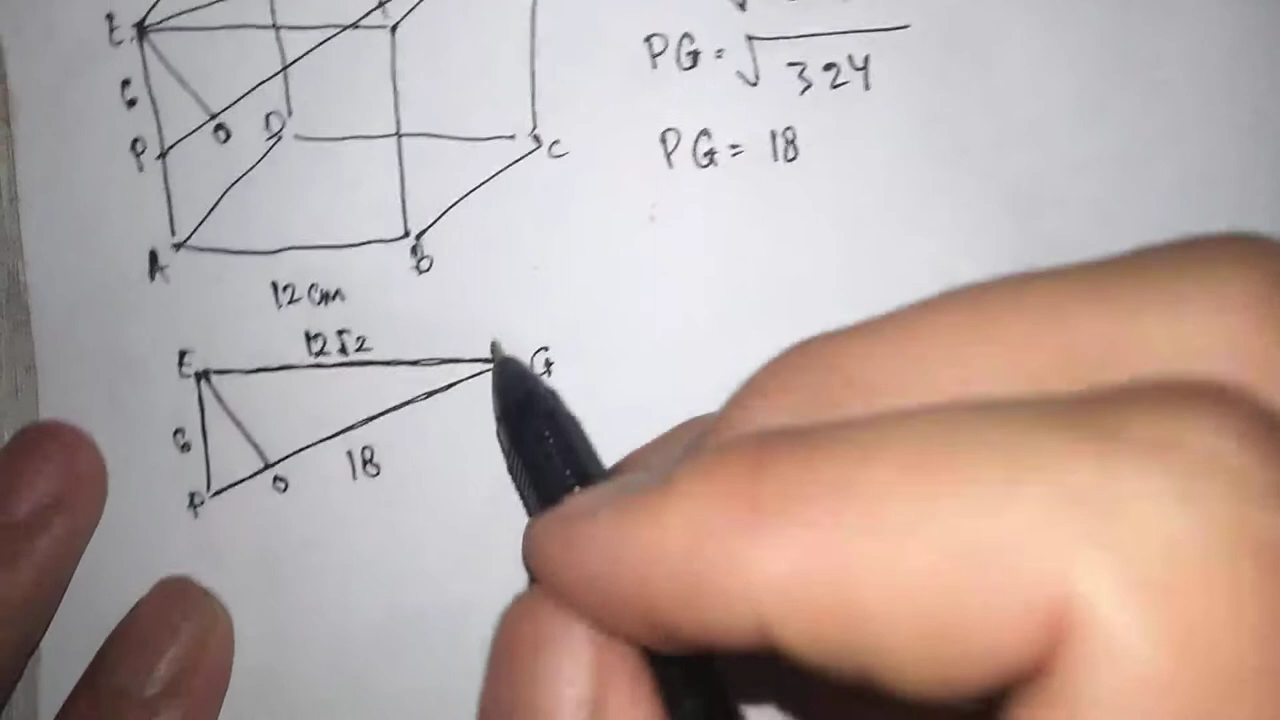 E
6
P
O
D
C
A
B
12 cm
PG = √324
PG = 18
E
12√2
G
6
18
P
O